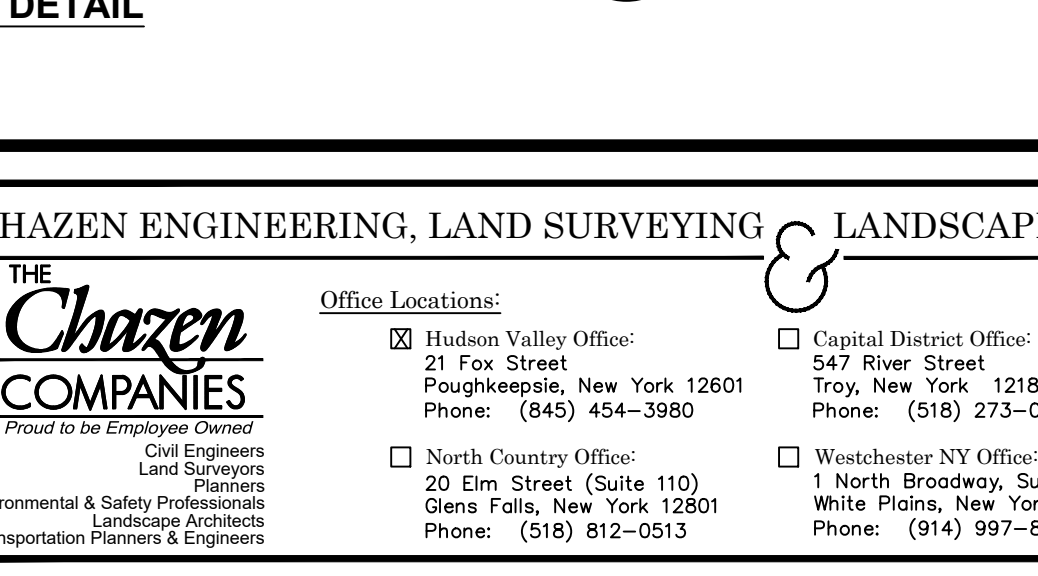 DETAIL
HAZEN ENGINEERING, LAND SURVEYING & LANDSCAP
THE
Chazen
COMPANIES
Proud to be Employee Owned
Civil Engineers
Land Surveyors
Planners
ronmental & Safety Professionals
Landscape Architects
nsportation Planners & Engineers
Office Locations:
Hudson Valley Office:
21 Fox Street
Poughkeepsie, New York 12601
Phone: (845) 454-3980
North Country Office:
20 Elm Street (Suite 110)
Glens Falls, New York 12801
Phone: (518) 812-0513
Capital District Office:
547 River Street
Troy, New York 1218
Phone: (518) 273-0
Westchester NY Office:
1 North Broadway, Su
White Plains, New Yor
Phone: (914) 997-8